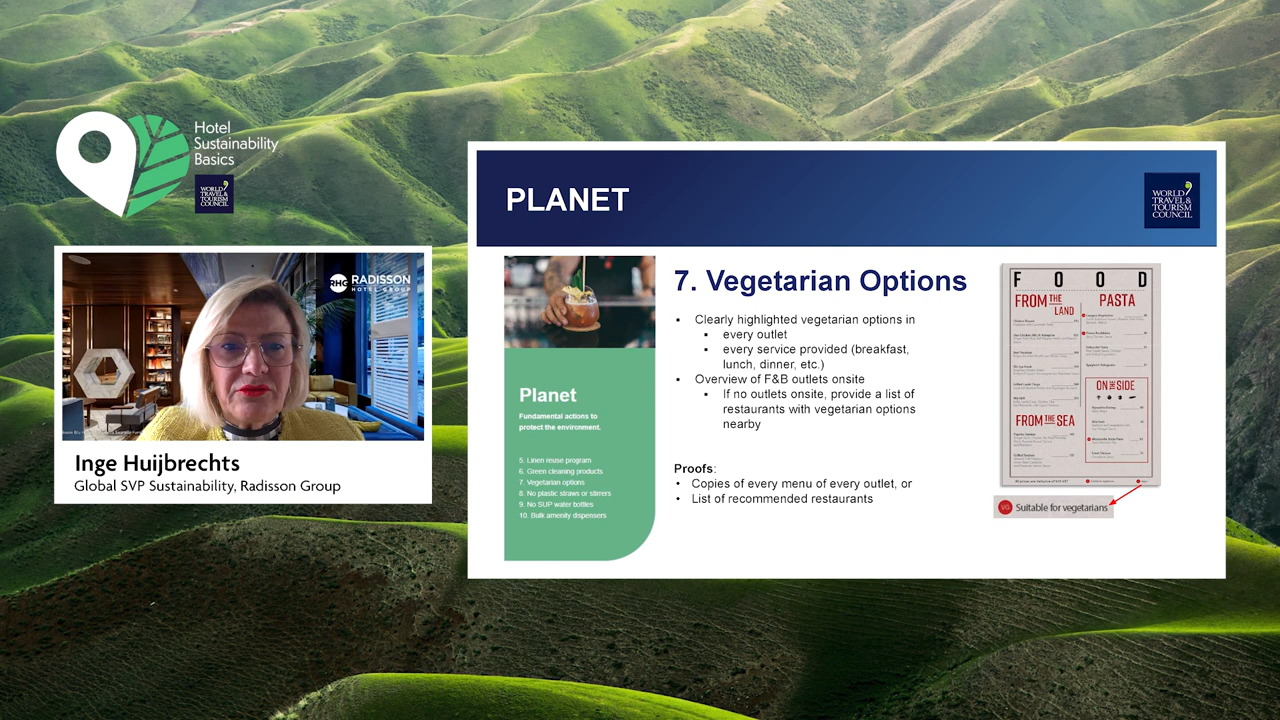 Hotel
Sustainability
Basics
WORLD
TRAVEL&
TOURISM
COUNCIL
RHG RADISSON
HOTEL GROUP
Inge Huijbrechts
Global SVP Sustainability, Radisson Group
PLANET
WORLD
TRAVEL&
TOURISM
COUNCIL
Planet
Fundamental actions to
protect the environment.
5. Linen reuse program
6. Green cleaning products
7. Vegetarian options
8. No plastic straws or stirrers
9. No SUP water bottles
10. Bulk amenity dispensers
7. Vegetarian Options
• Clearly highlighted vegetarian options in
▪ every outlet
▪ every service provided (breakfast,
lunch, dinner, etc.)
• Overview of F&B outlets onsite
▪ If no outlets onsite, provide a list of
restaurants with vegetarian options
nearby
Proofs:
• Copies of every menu of every outlet, or
• List of recommended restaurants
FOOD
FROM THE
LAND
FROM THE SEA
PASTA
ON THE SIDE
VG Suitable for vegetarians